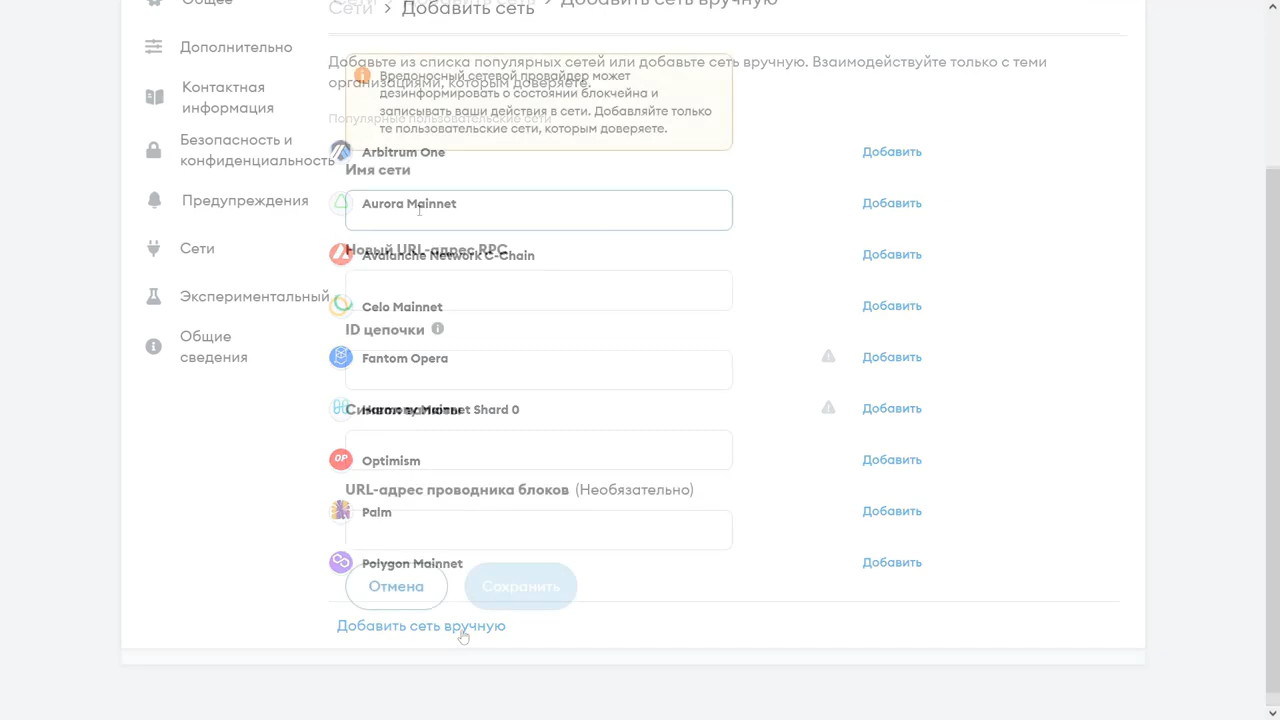 Общее
Сети > Добавить сеть > Добавить сеть вручную
Дополнительно
Контактная
информация
Безопасность и
конфиденциальность
Предупреждения
Сети
Экспериментальный
Общие
сведения
Добавьте из списка популярных сетей или добавьте сеть вручную. Взаимодействуйте только с теми
организациями, которым доверяете.
Вредоносный сетевой провайдер может
дезинформировать о состоянии блокчейна и
записывать ваши действия в сети. Добавляйте только
те пользовательские сети, которым доверяете.
Популярные пользовательские сети
Arbitrum One Добавить
Имя сети
Aurora Mainnet Добавить
Новый URL-адрес RPC
Avalanche Network C-Chain Добавить
Celo Mainnet Добавить
ID цепочки
Fantom Opera Добавить
Символ валюты
Harmony Mainnet Shard 0 Добавить
OP Optimism Добавить
URL-адрес проводника блоков (Необязательно)
Palm Добавить
Polygon Mainnet Добавить
Отмена Сохранить
Добавить сеть вручную